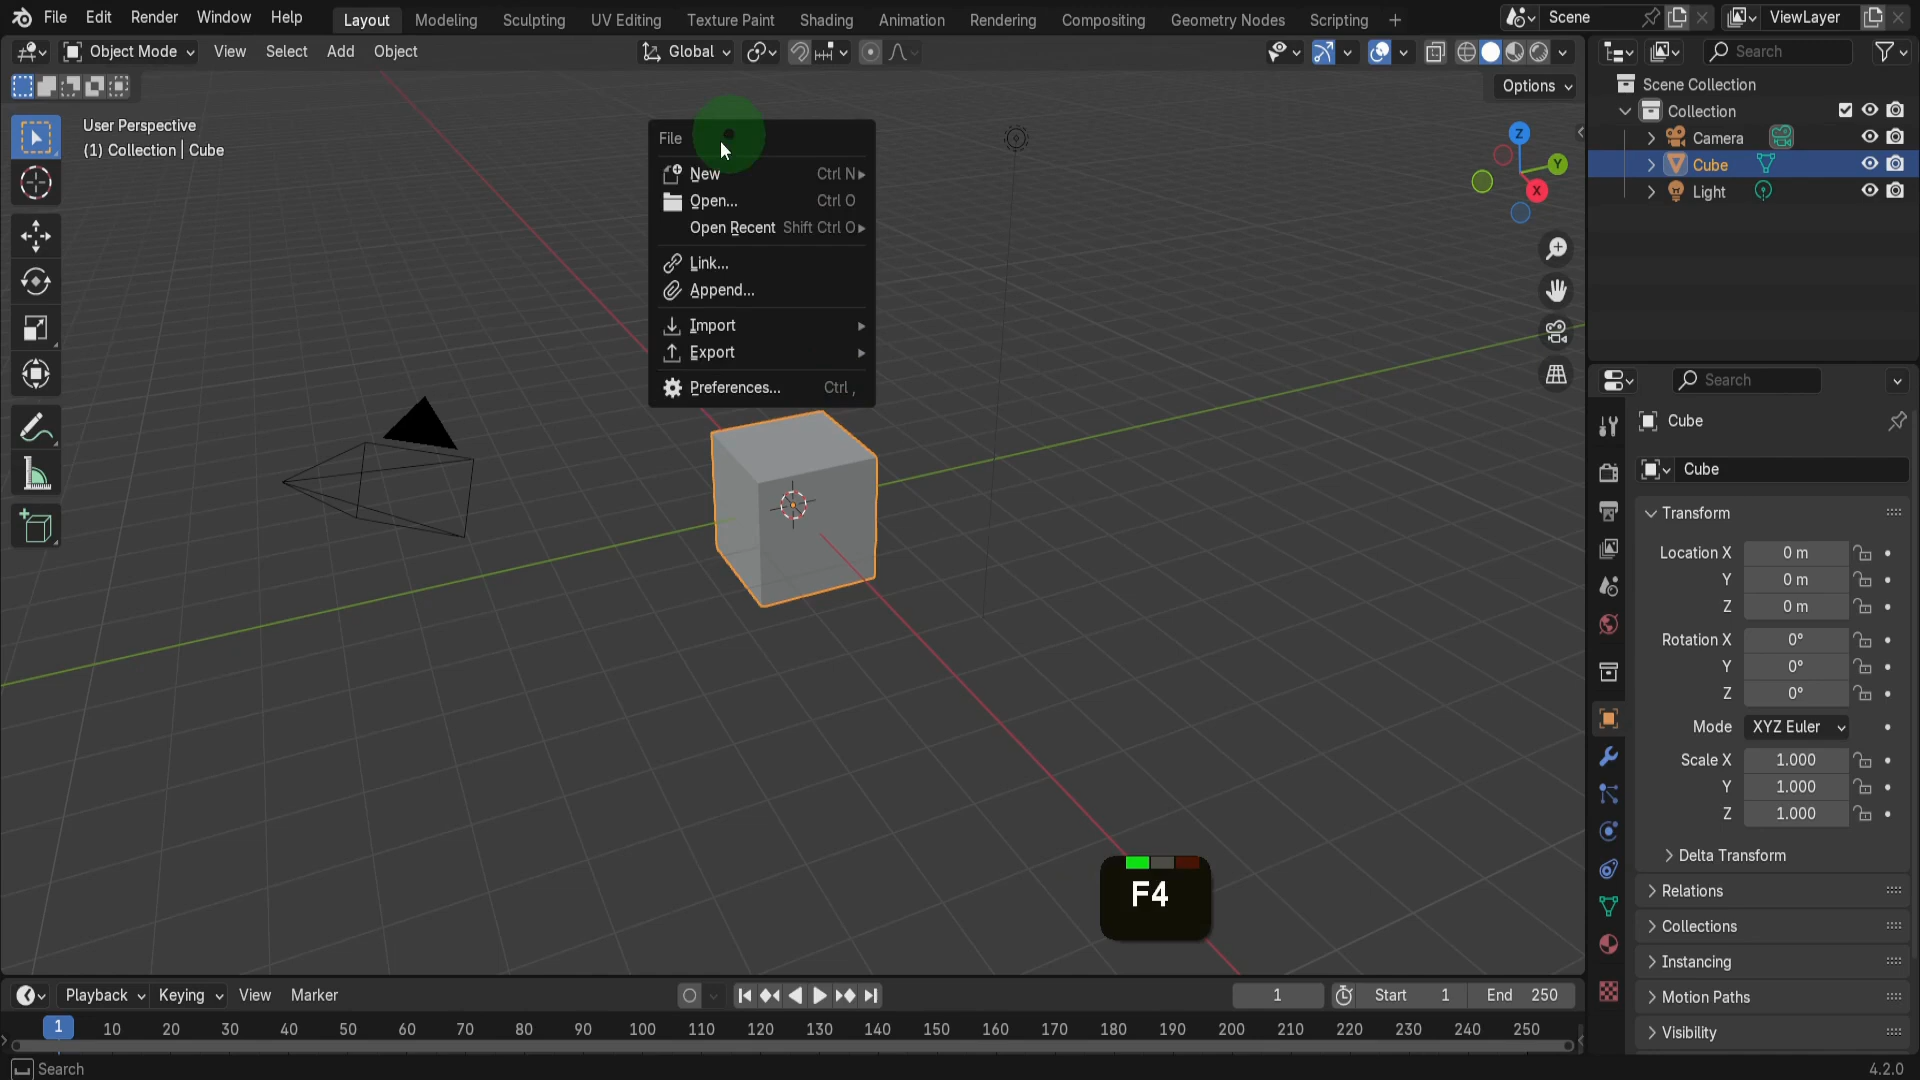 File Edit Render Window Help Layout Modeling Sculpting UV Editing Texture Paint Shading Animation Rendering Compositing Geometry Nodes Scripting + Scene ViewLayer
Object Mode View Select Add Object Global Search
Options
User Perspective
(1) Collection | Cube
Z
Y
X
File
New Ctrl N
Open... Ctrl O
Open Recent Shift Ctrl O
Link...
Append...
Import
Export
Preferences... Ctrl ,
F4
Scene Collection
Collection
Camera
Cube
Light
Search
Cube
Cube
Transform
Location X 0 m
Y 0 m
Z 0 m
Rotation X 0°
Y 0°
Z 0°
Mode XYZ Euler
Scale X 1.000
Y 1.000
Z 1.000
Delta Transform
Relations
Collections
Instancing
Motion Paths
Visibility
Playback Keying View Marker 1 Start 1 End 250
1 10 20 30 40 50 60 70 80 90 100 110 120 130 140 150 160 170 180 190 200 210 220 230 240 250
Search 4.2.0